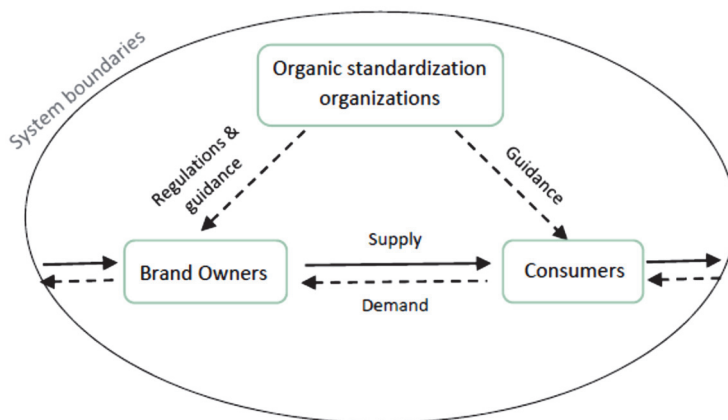 System boundaries
Organic standardization
organizations
Regulations &
guidance
Guidance
Supply
Brand Owners
Consumers
Demand